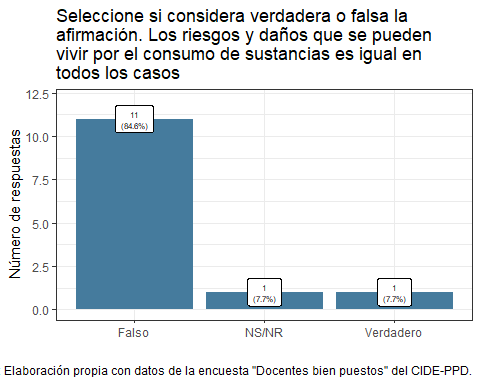 Seleccione si considera verdadera o falsa la
afirmación. Los riesgos y daños que se pueden
vivir por el consumo de sustancias es igual en
todos los casos
Número de respuestas
12.5
10.0
7.5
5.0
2.5
0.0
11
(84.6%)
1
(7.7%)
1
(7.7%)
Falso
NS/NR
Verdadero
Elaboración propia con datos de la encuesta "Docentes bien puestos" del CIDE-PPD.